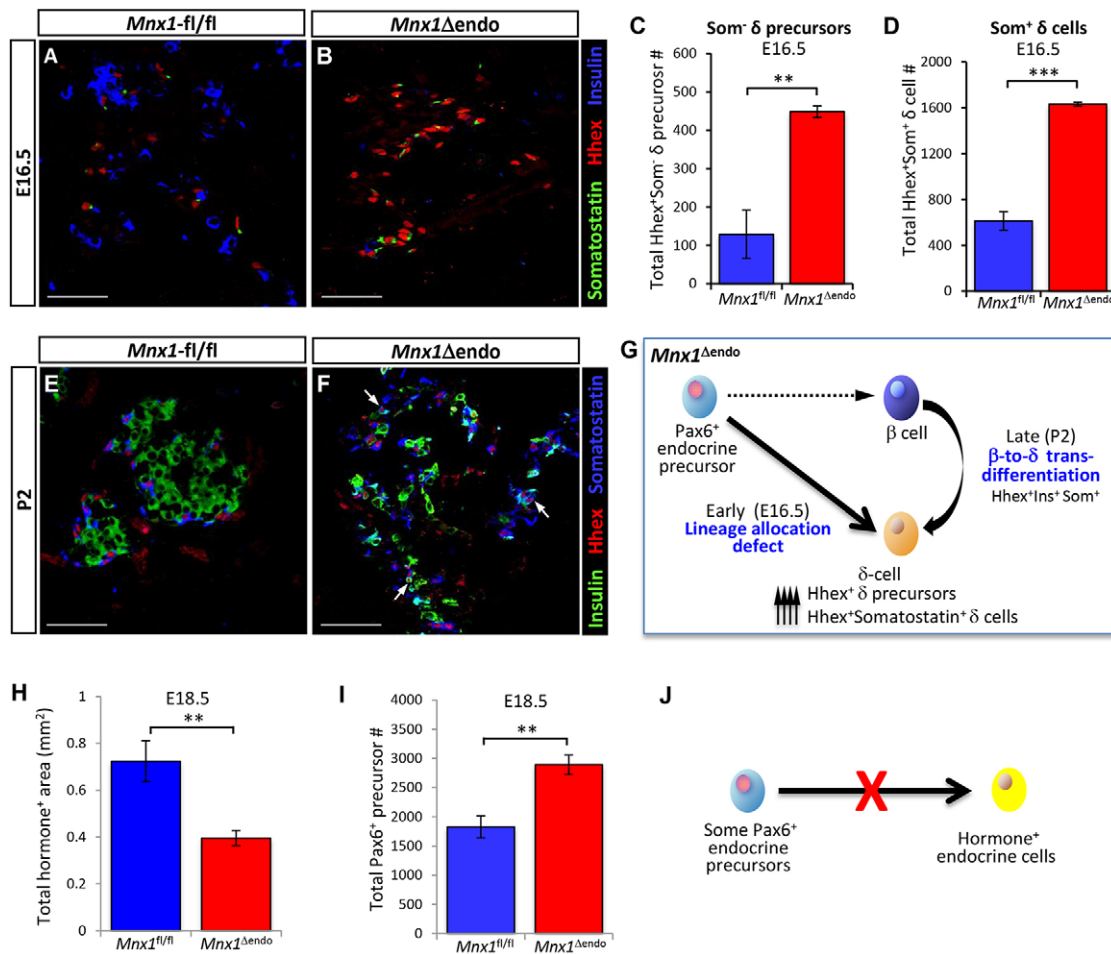 Mnx1-fl/fl
Mnx1Δendo
A
B
E16.5
Somatostatin Hhex Insulin
C
Som⁻ δ precursors
E16.5
**
Total Hhex⁺Som⁻ δ precurosr #
600
500
400
300
200
100
0
Mnx1fl/fl
Mnx1Δendo
D
Som⁺ δ cells
E16.5
***
Total Hhex⁺Som⁺ δ cell #
2000
1600
1200
800
400
0
Mnx1fl/fl
Mnx1Δendo
Mnx1-fl/fl
Mnx1Δendo
E
F
P2
Insulin Hhex Somatostatin
G
Mnx1Δendo
Pax6⁺
endocrine
precursor
β cell
Late (P2)
β-to-δ trans-
differentiation
Hhex⁺Ins⁺ Som⁺
Early (E16.5)
Lineage allocation
defect
δ-cell
Hhex⁺ δ precursors
Hhex⁺Somatostatin⁺ δ cells
H
E18.5
**
Total hormone⁺ area (mm²)
1
0.8
0.6
0.4
0.2
0
Mnx1fl/fl
Mnx1Δendo
I
E18.5
**
Total Pax6⁺ precursor #
4000
3500
3000
2500
2000
1500
1000
500
0
Mnx1fl/fl
Mnx1Δendo
J
X
Some Pax6⁺
endocrine
precursors
Hormone⁺
endocrine cells